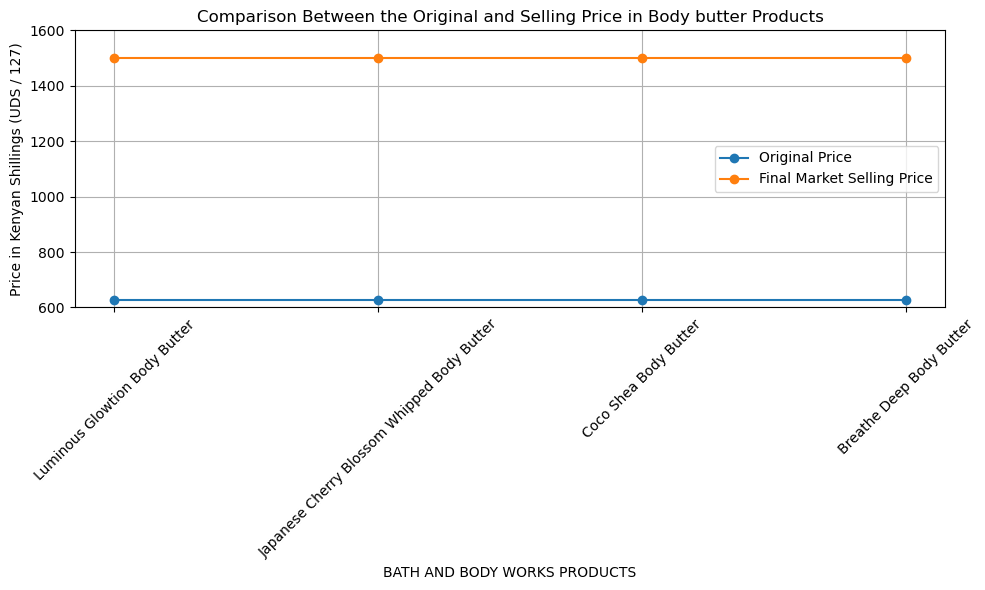 Comparison Between the Original and Selling Price in Body butter Products
Price in Kenyan Shillings (UDS / 127)
1600
1400
1200
1000
800
600
Original Price
Final Market Selling Price
Luminous Glowtion Body Butter
Japanese Cherry Blossom Whipped Body Butter
Coco Shea Body Butter
Breathe Deep Body Butter
BATH AND BODY WORKS PRODUCTS